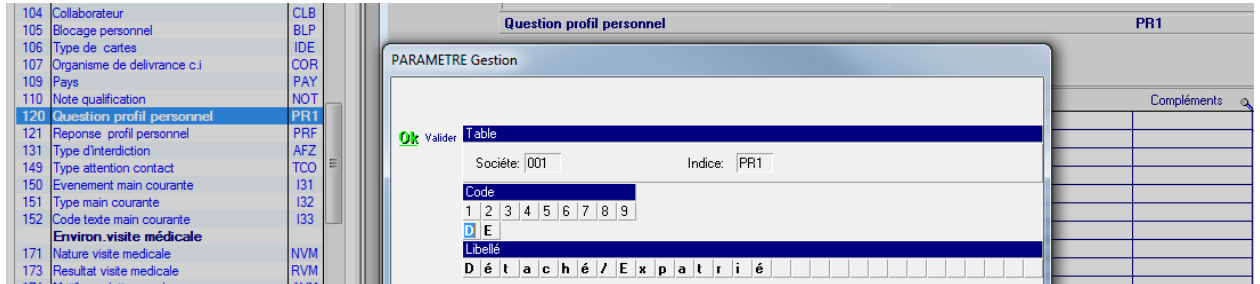 104 Collaborateur CLB
105 Blocage personnel BLP
106 Type de cartes IDE
107 Organisme de delivrance c.i COR
109 Pays PAY
110 Note qualification NOT
120 Question profil personnel PR1
121 Reponse profil personnel PRF
131 Type d'interdiction AFZ
149 Type attention contact TCO
150 Evenement main courante I31
151 Type main courante I32
152 Code texte main courante I33
Environ.visite médicale
171 Nature visite medicale NVM
173 Resultat visite medicale RVM
Question profil personnel PR1
PARAMETRE Gestion
Compléments
Ok Valider
Table
Sociéte: 001 Indice: PR1
Code
1 2 3 4 5 6 7 8 9
D E
Libellé
Détaché/Expatrié